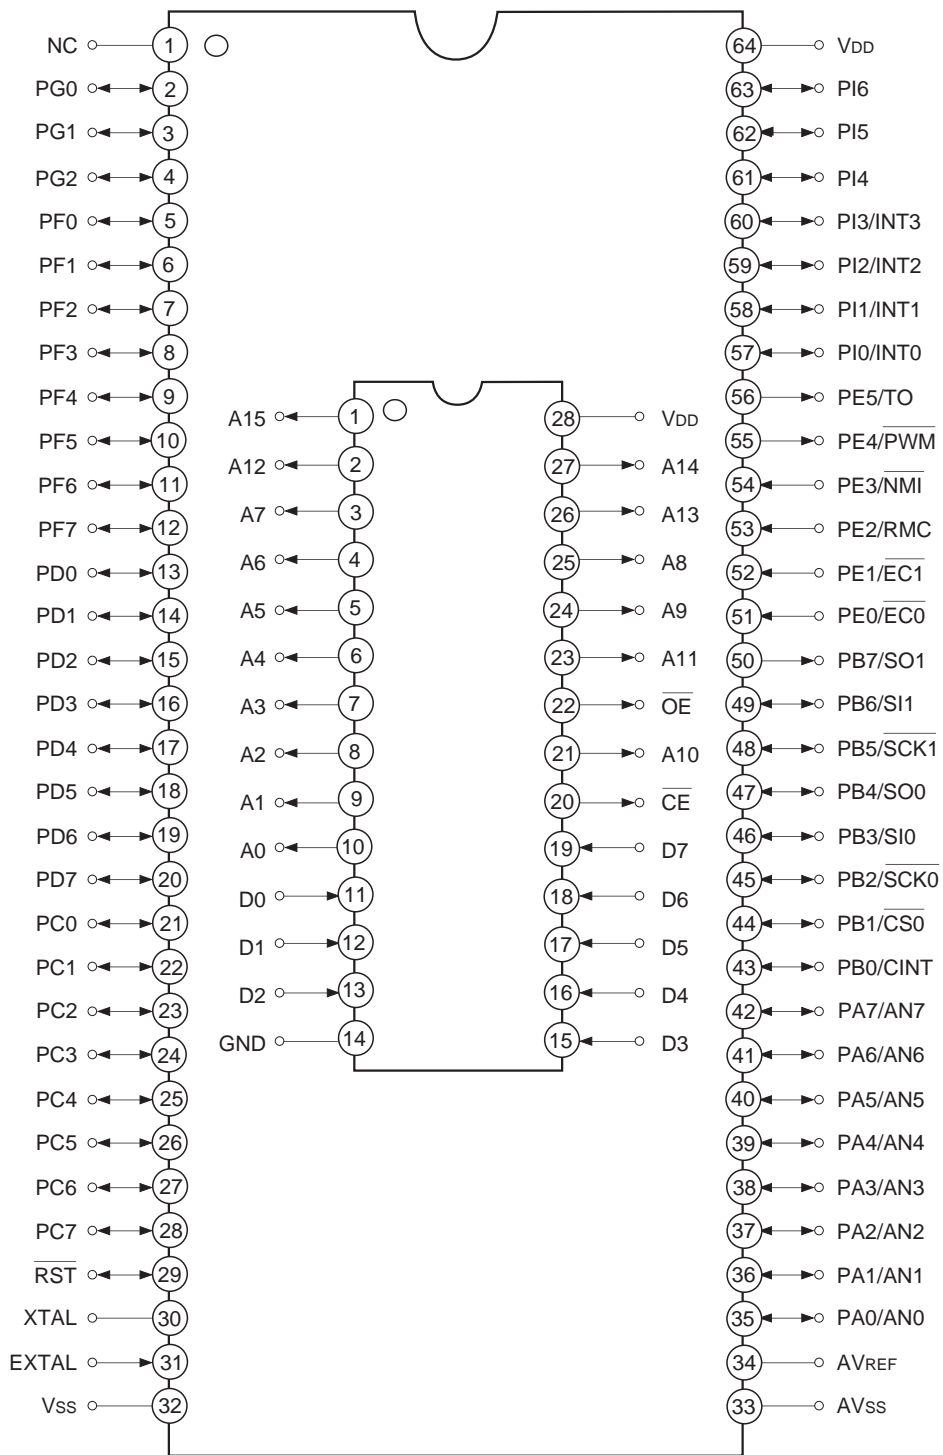 NC 1 64 VDD
PG0 2 63 PI6
PG1 3 62 PI5
PG2 4 61 PI4
PF0 5 60 PI3/INT3
PF1 6 59 PI2/INT2
PF2 7 58 PI1/INT1
PF3 8 57 PI0/INT0
PF4 9 56 PE5/TO
A15 1 28 VDD
PF5 10 55 PE4/PWM
A12 2 27 A14
PF6 11 54 PE3/NMI
A7 3 26 A13
PF7 12 53 PE2/RMC
A6 4 25 A8
PD0 13 52 PE1/EC1
A5 5 24 A9
PD1 14 51 PE0/EC0
A4 6 23 A11
PD2 15 50 PB7/SO1
A3 7 22 OE
PD3 16 49 PB6/SI1
PD4 17 48 PB5/SCK1
A2 8 21 A10
PD5 18 47 PB4/SO0
A1 9 20 CE
PD6 19 46 PB3/SI0
A0 10 19 D7
PD7 20 45 PB2/SCK0
D0 11 18 D6
PC0 21 44 PB1/CS0
D1 12 17 D5
PC1 22 43 PB0/CINT
D2 13 16 D4
PC2 23 42 PA7/AN7
GND 14 15 D3
PC3 24 41 PA6/AN6
PC4 25 40 PA5/AN5
PC5 26 39 PA4/AN4
PC6 27 38 PA3/AN3
PC7 28 37 PA2/AN2
RST 29 36 PA1/AN1
XTAL 30 35 PA0/AN0
EXTAL 31 34 AVREF
Vss 32 33 AVss